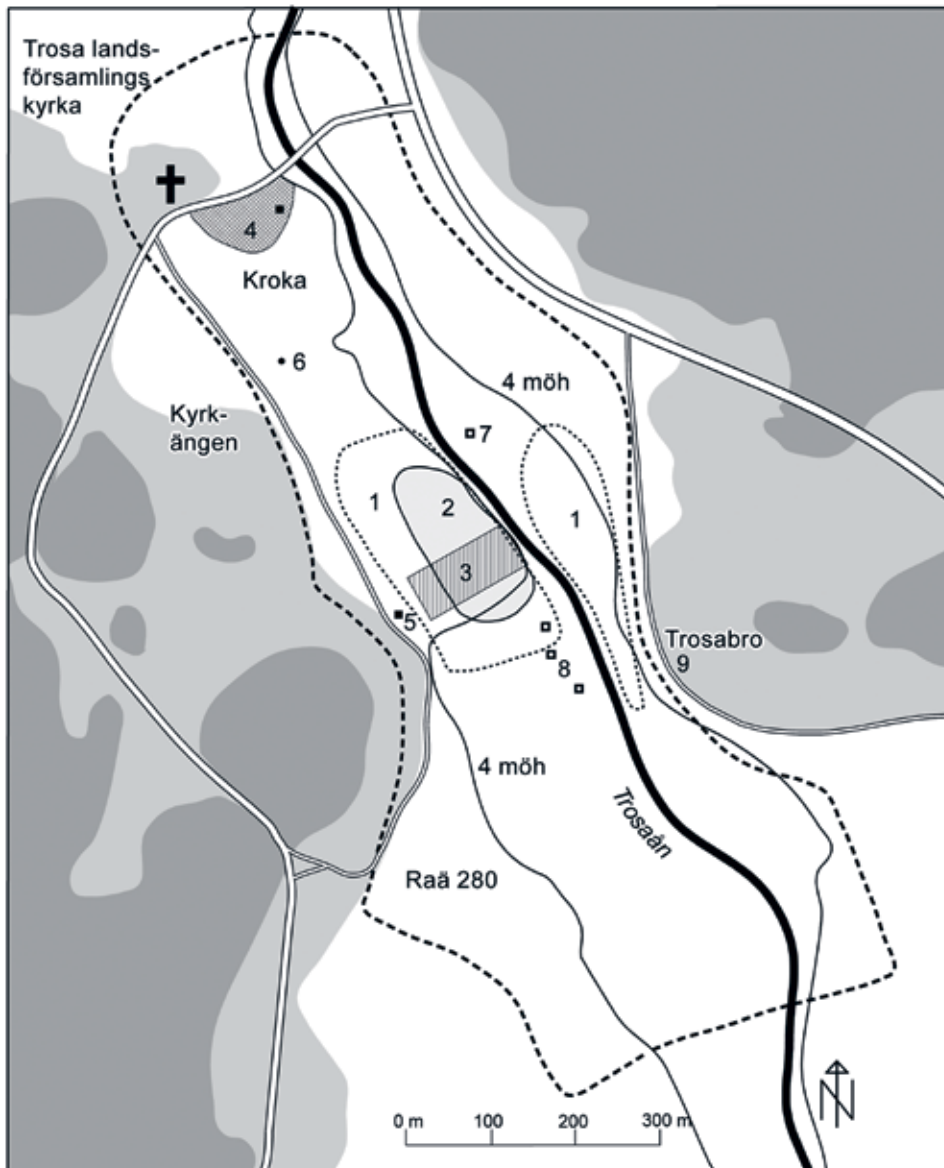 Trosa lands-
församlings
kyrka
4
Kroka
6
Kyrk-
ängen
4 möh
7
1
2
1
3
5
Trosabro
9
8
4 möh
Trosaån
Raä 280
N
0 m 100 200 300 m